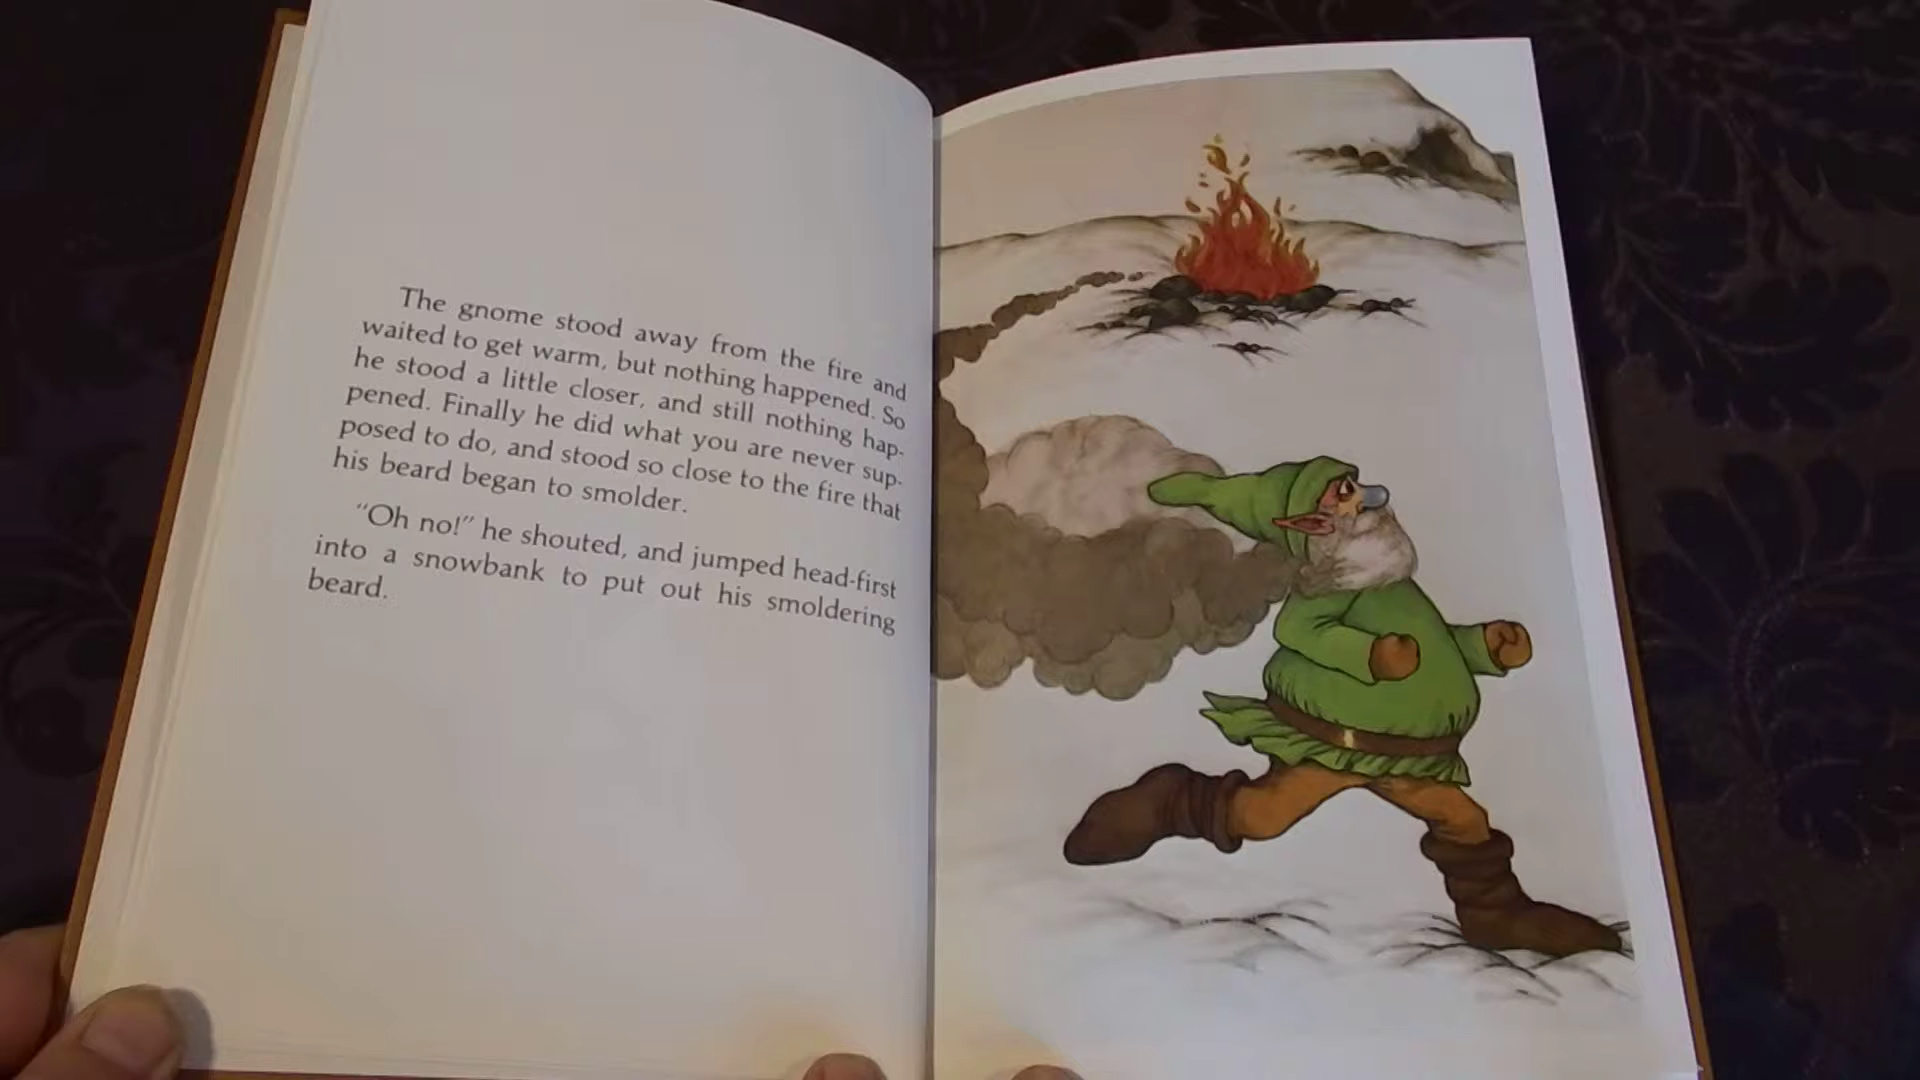 The gnome stood away from the fire and
waited to get warm, but nothing happened. So
he stood a little closer, and still nothing hap-
pened. Finally he did what you are never sup-
posed to do, and stood so close to the fire that
his beard began to smolder.
“Oh no!” he shouted, and jumped head-first
into a snowbank to put out his smoldering
beard.